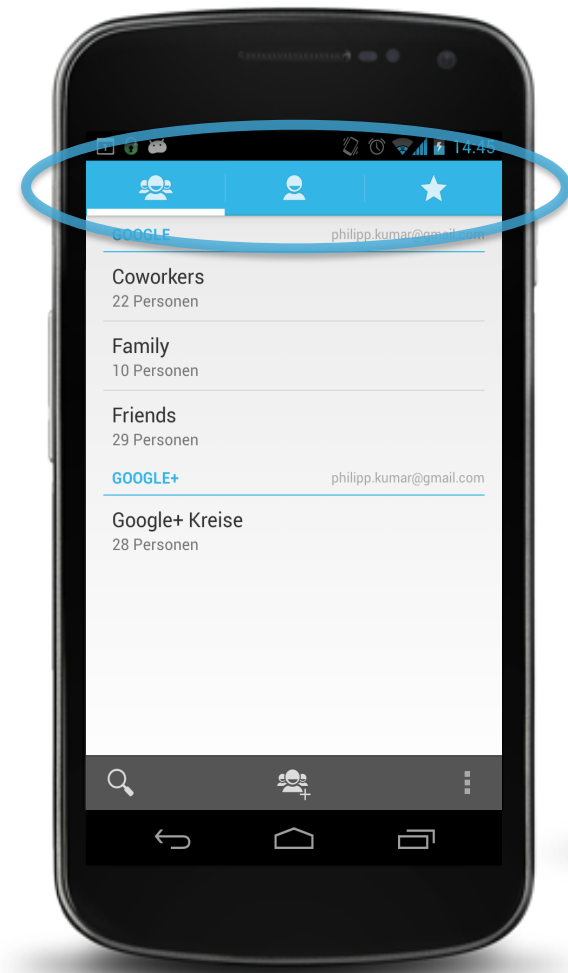 14:45
GOOGLE philipp.kumar@gmail.com
Coworkers
22 Personen
Family
10 Personen
Friends
29 Personen
GOOGLE+ philipp.kumar@gmail.com
Google+ Kreise
28 Personen